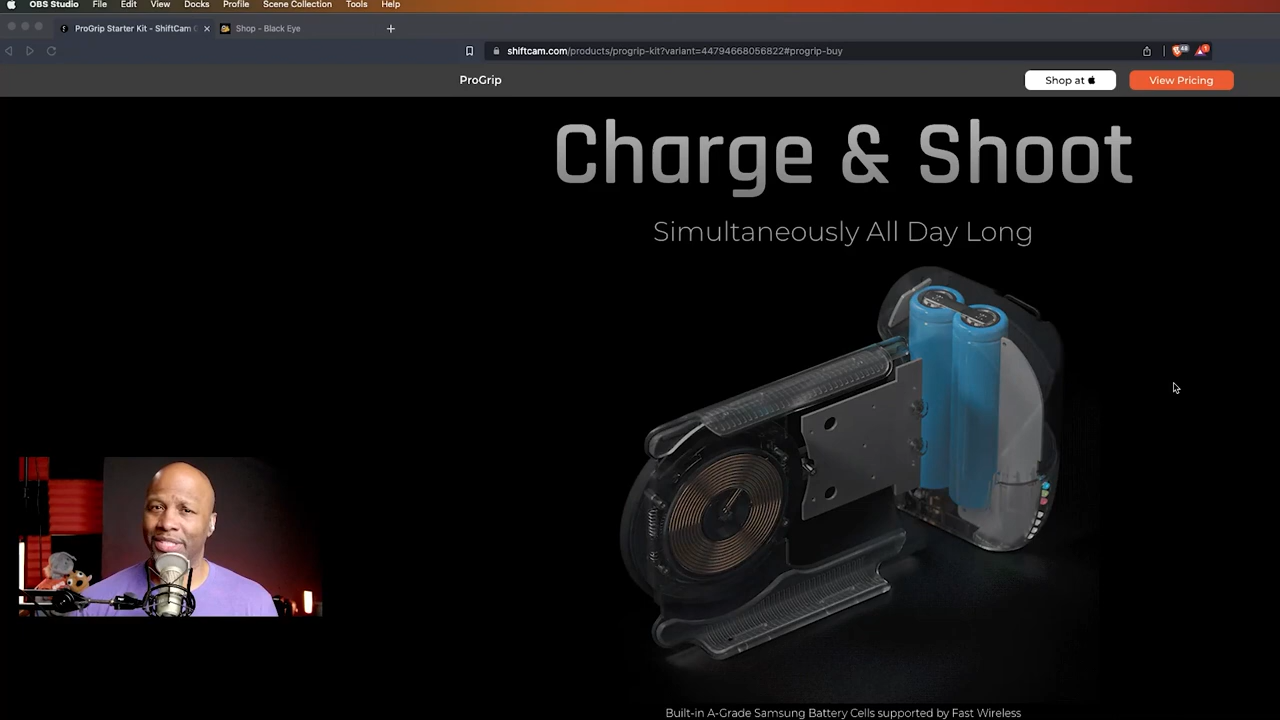 OBS Studio File Edit View Docks Profile Scene Collection Tools Help
ProGrip Starter Kit - ShiftCam Shop - Black Eye
shiftcam.com/products/progrip-kit?variant=44794668056822#progrip-buy
ProGrip Shop at View Pricing
Charge & Shoot
Simultaneously All Day Long
Built-in A-Grade Samsung Battery Cells supported by Fast Wireless